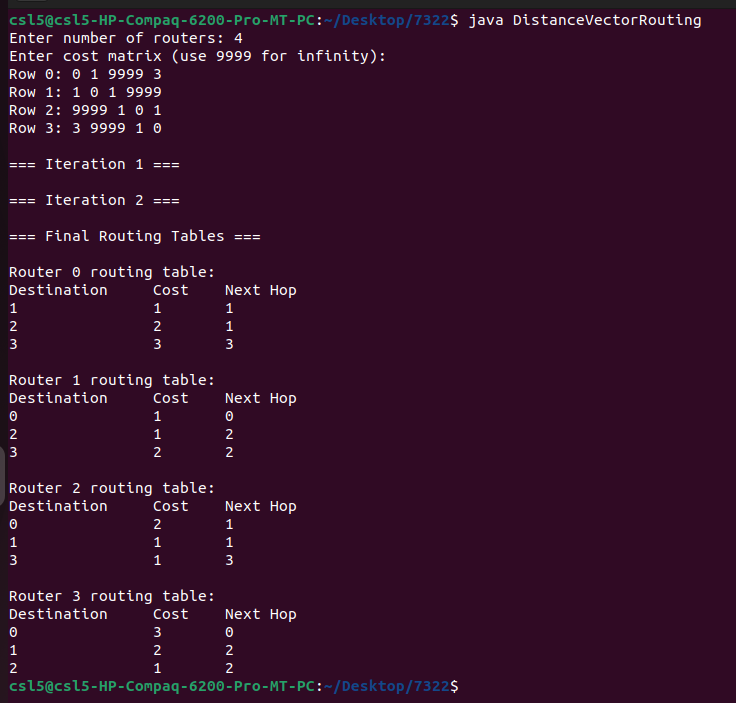 csl5@csl5-HP-Compaq-6200-Pro-MT-PC:~/Desktop/7322$ java DistanceVectorRouting
Enter number of routers: 4
Enter cost matrix (use 9999 for infinity):
Row 0: 0 1 9999 3
Row 1: 1 0 1 9999
Row 2: 9999 1 0 1
Row 3: 3 9999 1 0

=== Iteration 1 ===

=== Iteration 2 ===

=== Final Routing Tables ===

Router 0 routing table:
Destination     Cost    Next Hop
1               1       1
2               2       1
3               3       3

Router 1 routing table:
Destination     Cost    Next Hop
0               1       0
2               1       2
3               2       2

Router 2 routing table:
Destination     Cost    Next Hop
0               2       1
1               1       1
3               1       3

Router 3 routing table:
Destination     Cost    Next Hop
0               3       0
1               2       2
2               1       2
csl5@csl5-HP-Compaq-6200-Pro-MT-PC:~/Desktop/7322$